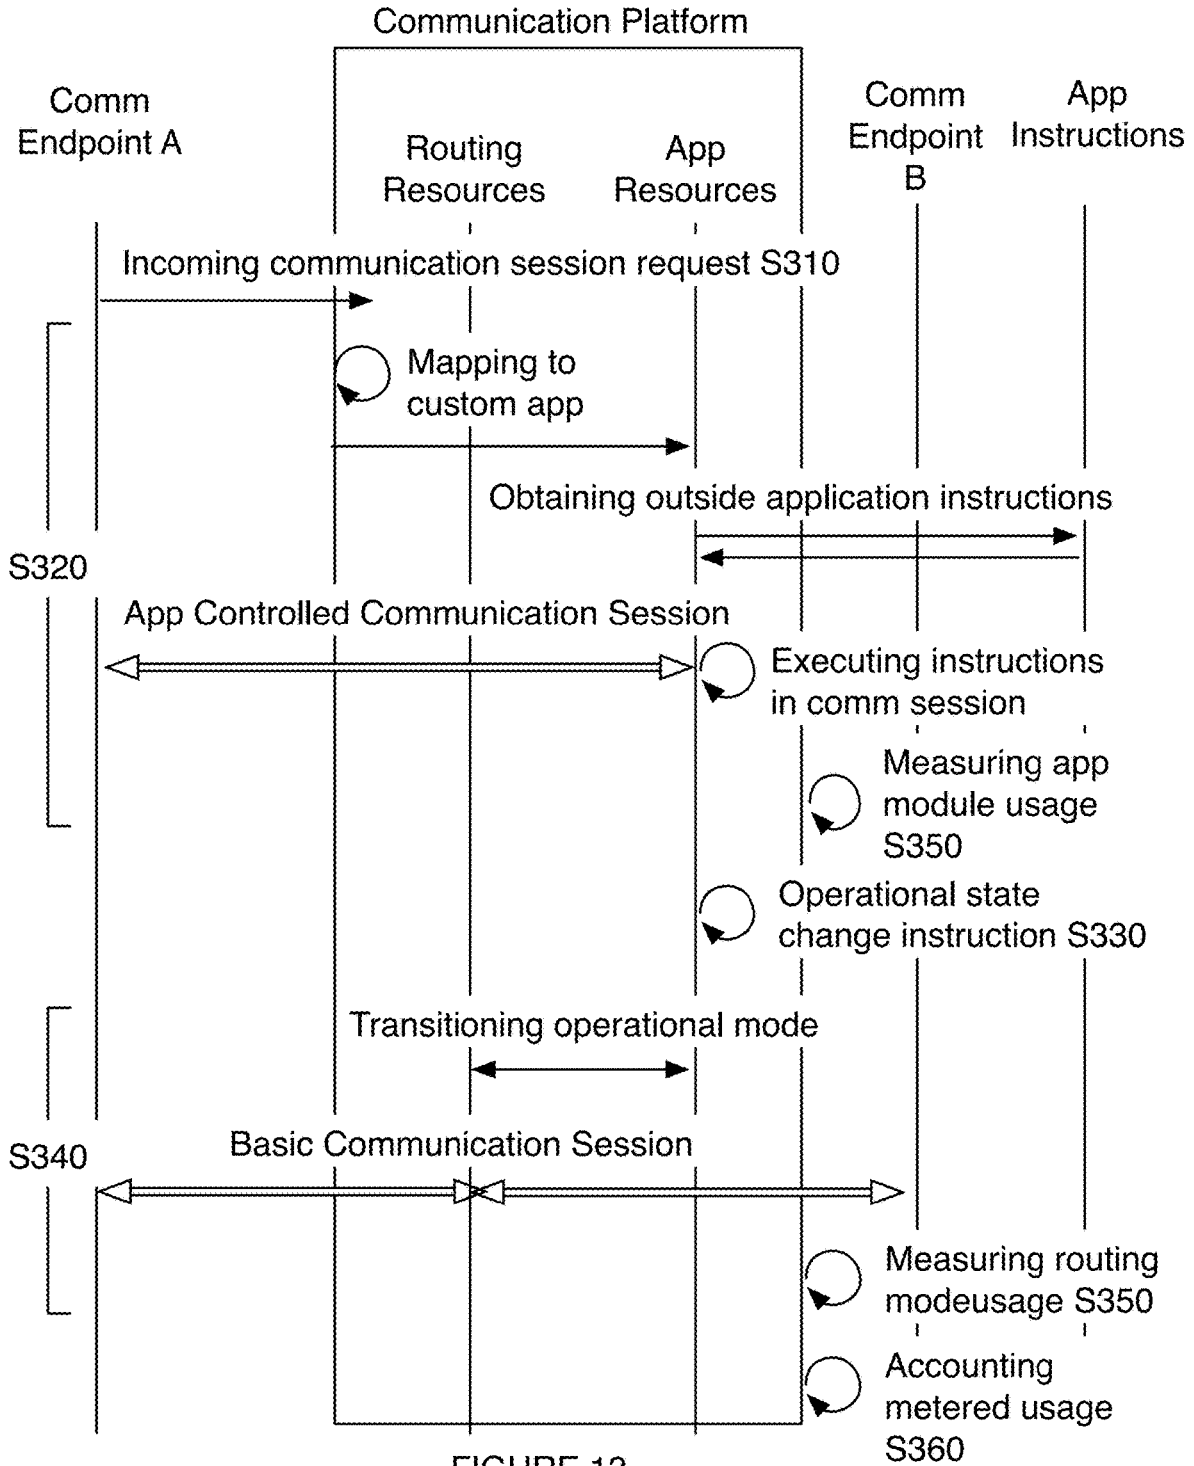 Communication Platform
Comm
Endpoint A
Routing
Resources
App
Resources
Comm
Endpoint
B
App
Instructions
Incoming communication session request S310
Mapping to
custom app
Obtaining outside application instructions
S320
App Controlled Communication Session
Executing instructions
in comm session
Measuring app
module usage
S350
Operational state
change instruction S330
Transitioning operational mode
S340
Basic Communication Session
Measuring routing
modeusage S350
Accounting
metered usage
S360